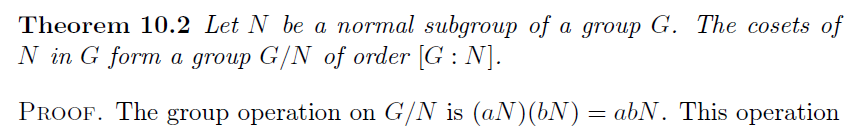 Theorem 10.2 Let N be a normal subgroup of a group G. The cosets of
N in G form a group G/N of order [G : N].
PROOF. The group operation on G/N is (aN)(bN) = abN. This operation